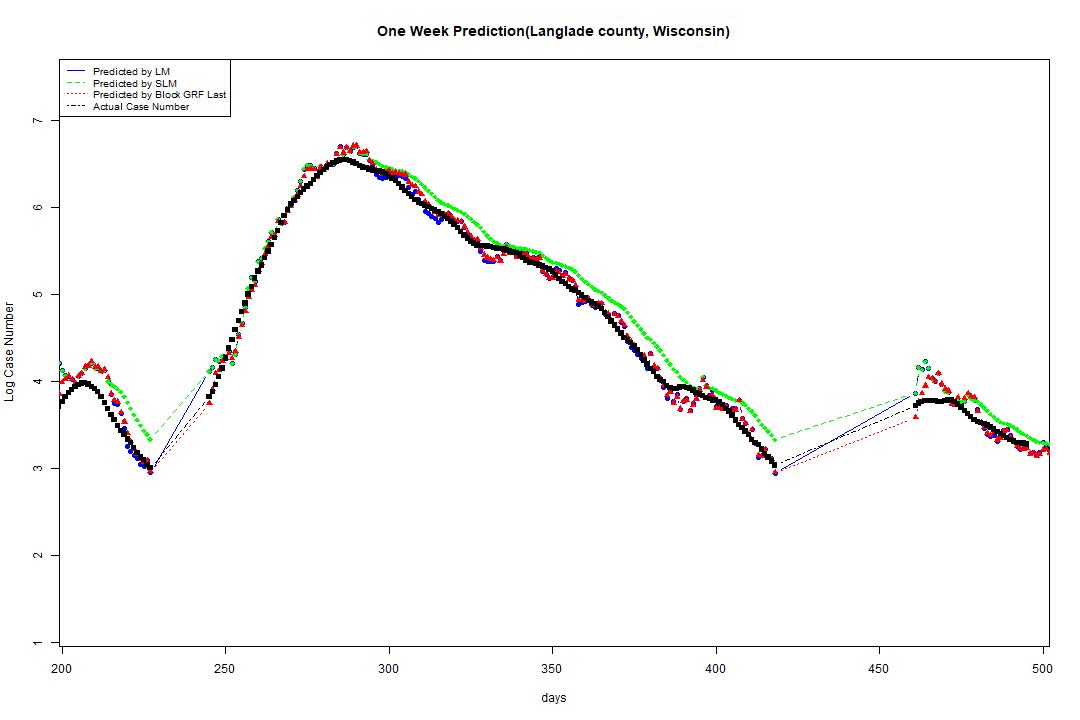 One Week Prediction(Langlade county, Wisconsin)
Predicted by LM
Predicted by SLM
Predicted by Block GRF Last
Actual Case Number
Log Case Number
7
6
5
4
3
2
1
200 250 300 350 400 450 500
days